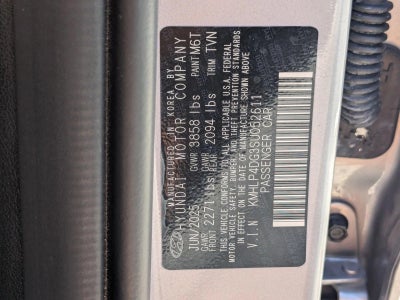 MANUFACTURED IN KOREA BY
HYUNDAI MOTOR COMPANY
JUN/2025 GVWR 3858 lbs PAINT M6T
GAWR FRONT 2271 lbs GAWR REAR 2094 lbs TRIM TVN
THIS VEHICLE CONFORMS TO ALL APPLICABLE U.S.A. FEDERAL
MOTOR VEHICLE SAFETY, BUMPER, AND THEFT PREVENTION STANDARDS
IN EFFECT ON THE DATE OF MANUFACTURE SHOWN ABOVE
V.I.N KMHLP4DG3SU062611
PASSENGER CAR